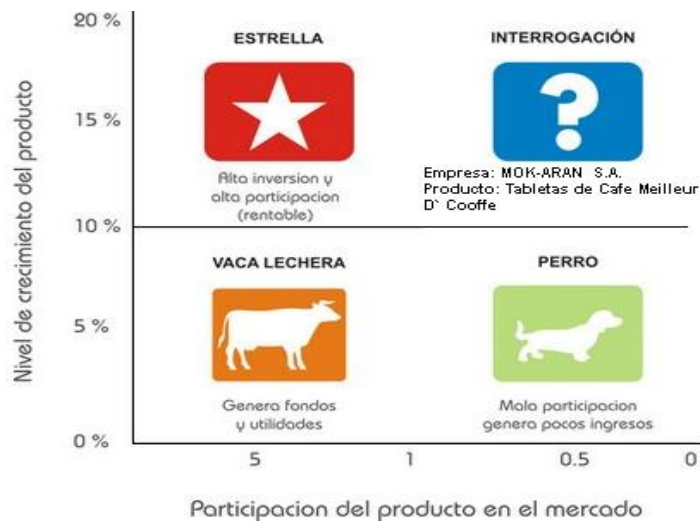 20 %
ESTRELLA
INTERROGACIÓN
?
15 %
Alta inversion y
alta participacion
(rentable)
Empresa: MOK-ARAN S.A.
Producto: Tabletas de Cafe Meilleur
D` Cooffe
Nivel de crecimiento del producto
10 %
VACA LECHERA
PERRO
5 %
Genera fondos
y utilidades
Mala participacion
genera pocos ingresos
0 %
5 1 0.5 0
Participacion del producto en el mercado